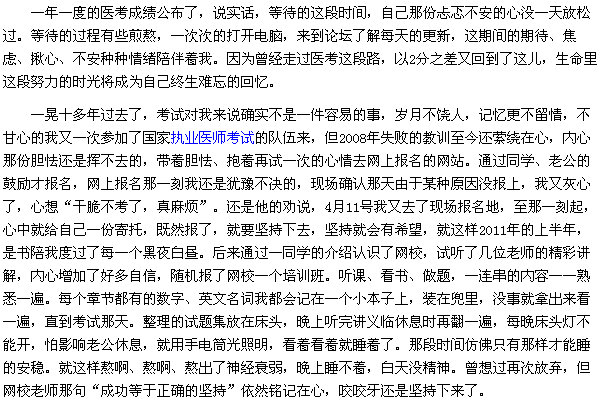 一年一度的医考成绩公布了，说实话，等待的这段时间，自己那份忐忑不安的心没一天放松
过。等待的过程有些煎熬，一次次的打开电脑，来到论坛了解每天的更新，这期间的期待、焦
虑、揪心、不安种种情绪陪伴着我。因为曾经走过医考这段路，以2分之差又回到了这儿，生命里
这段努力的时光将成为自己终生难忘的回忆。
一晃十多年过去了，考试对我来说确实不是一件容易的事，岁月不饶人，记忆更不留情，不
甘心的我又一次参加了国家执业医师考试的队伍来，但2008年失败的教训至今还萦绕在心，内心
那份胆怯还是挥不去的，带着胆怯、抱着再试一次的心情去网上报名的网站。通过同学、老公的
鼓励才报名，网上报名那一刻我还是犹豫不决的，现场确认那天由于某种原因没报上，我又灰心
了，心想“干脆不考了，真麻烦”。还是他的劝说，4月11号我又去了现场报名地，至那一刻起，
心中就给自己一份寄托，既然报了，就要坚持下去，坚持就会有希望，就这样2011年的上半年，
是书陪我度过了每一个黑夜白昼。后来通过一同学的介绍认识了网校，试听了几位老师的精彩讲
解，内心增加了好多自信，随机报了网校一个培训班。听课、看书、做题，一连串的内容一一熟
悉一遍。每个章节都有的数字、英文名词我都会记在一个小本子上，装在兜里，没事就拿出来看
一遍，直到考试那天。整理的试题集放在床头，晚上听完讲义临休息时再翻一遍，每晚床头灯不
能开，怕影响老公休息，就用手电筒光照明，看着看着就睡着了。那段时间仿佛只有那样才能睡
的安稳。就这样熬啊、熬啊、熬出了神经衰弱，晚上睡不着，白天没精神。曾想过再次放弃，但
网校老师那句“成功等于正确的坚持”依然铭记在心，咬咬牙还是坚持下来了。